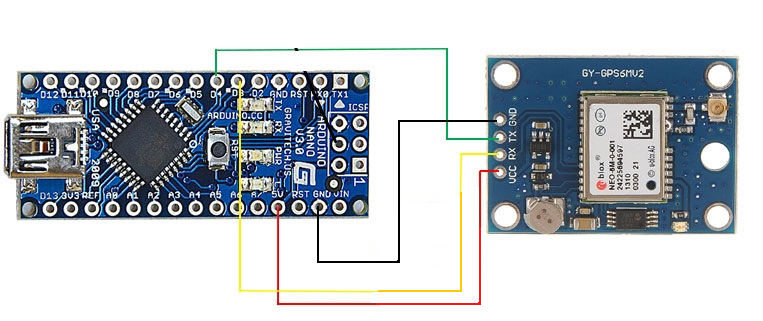 D12 D11 D10 D9 D8 D7 D6 D5 D4 D3 D2 GND RST RX0 TX1
ICSP
ARDUINO.CC
TX
RX
PWR
L
RST
USA
2009
GRAVITECH.US
ARDUINO
NANO
V3.0
G
1
D13 3V3 REF A0 A1 A2 A3 A4 A5 A6 A7 5V RST GND VIN
GY-GPS6MV2
GND
TX
RX
VCC
ublox
NEO-6M-0-001
24225684597
1310
0300 21
u-blox AG